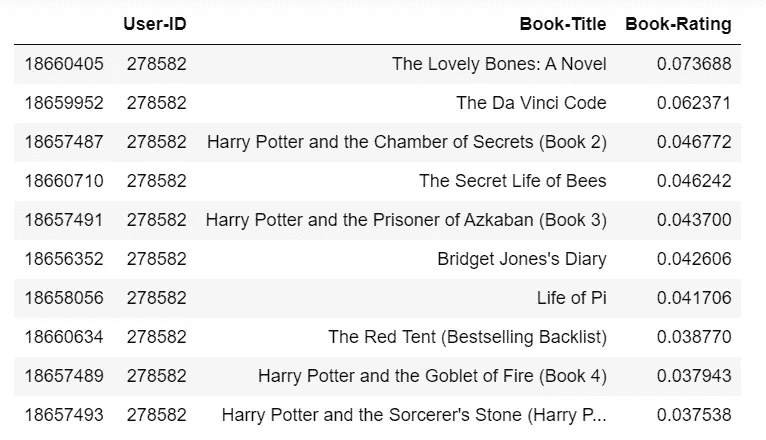 User-ID Book-Title Book-Rating
18660405 278582 The Lovely Bones: A Novel 0.073688
18659952 278582 The Da Vinci Code 0.062371
18657487 278582 Harry Potter and the Chamber of Secrets (Book 2) 0.046772
18660710 278582 The Secret Life of Bees 0.046242
18657491 278582 Harry Potter and the Prisoner of Azkaban (Book 3) 0.043700
18656352 278582 Bridget Jones's Diary 0.042606
18658056 278582 Life of Pi 0.041706
18660634 278582 The Red Tent (Bestselling Backlist) 0.038770
18657489 278582 Harry Potter and the Goblet of Fire (Book 4) 0.037943
18657493 278582 Harry Potter and the Sorcerer's Stone (Harry P... 0.037538